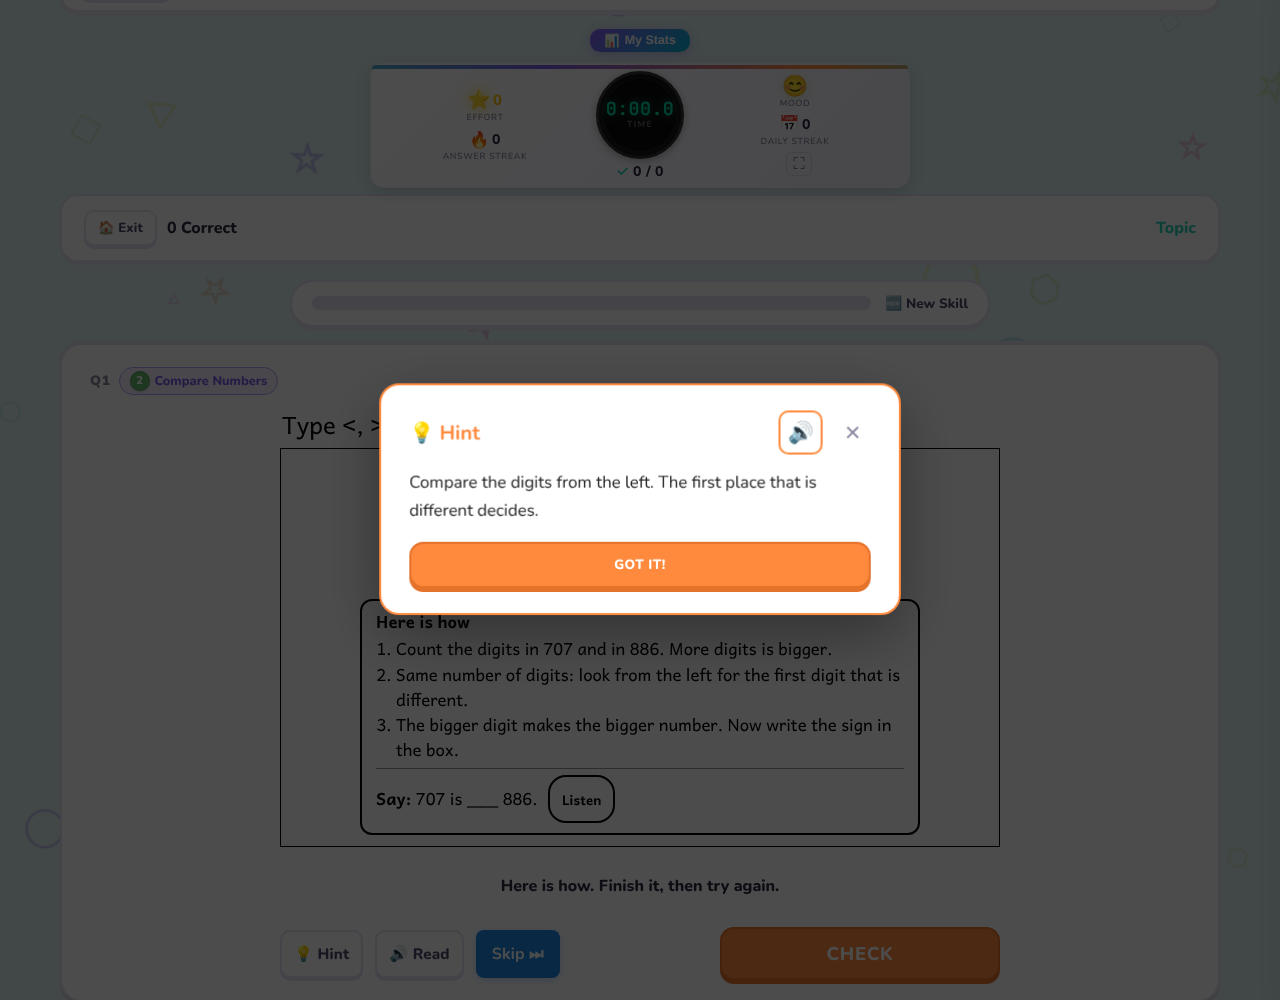 📊 My Stats
⭐ 0
EFFORT
🔥 0
ANSWER STREAK
0:00.0
TIME
✓ 0 / 0
😊
MOOD
📅 0
DAILY STREAK
🏠 Exit
0 Correct
Topic
🆕 New Skill
Q1
2 Compare Numbers
Type <, >
💡 Hint
Compare the digits from the left. The first place that is
different decides.
GOT IT!
Here is how
1. Count the digits in 707 and in 886. More digits is bigger.
2. Same number of digits: look from the left for the first digit that is
different.
3. The bigger digit makes the bigger number. Now write the sign in
the box.
Say: 707 is ___ 886.
Listen
Here is how. Finish it, then try again.
💡 Hint
🔊 Read
Skip ⏭
CHECK